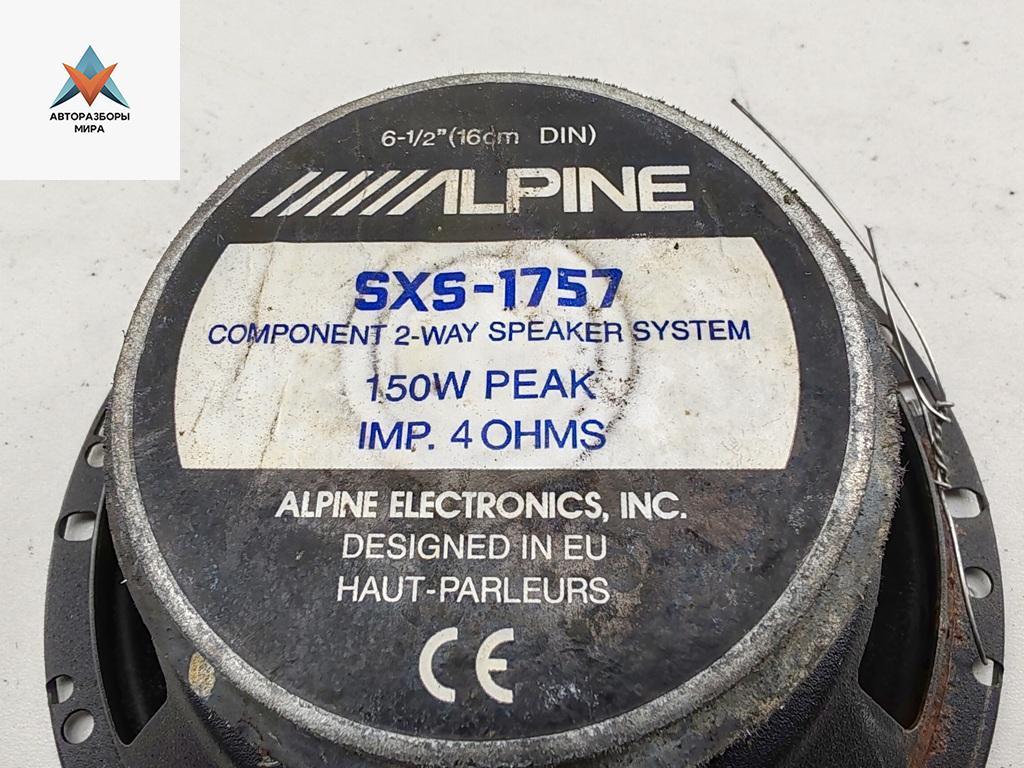 АВТОРАЗБОРЫ
МИРА
6-1/2" (16cm DIN)
ALPINE
SXS-1757
COMPONENT 2-WAY SPEAKER SYSTEM
150W PEAK
IMP. 4 OHMS
ALPINE ELECTRONICS, INC.
DESIGNED IN EU
HAUT-PARLEURS
CE